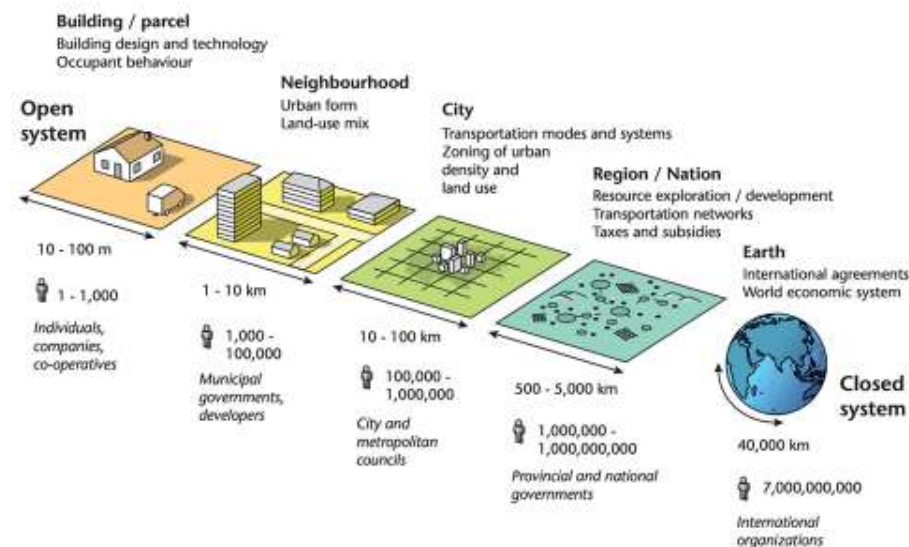 Building / parcel
Building design and technology
Occupant behaviour
Open
system
10 - 100 m
1 - 1,000
Individuals,
companies,
co-operatives
Neighbourhood
Urban form
Land-use mix
1 - 10 km
1,000 -
100,000
Municipal
governments,
developers
City
Transportation modes and systems
Zoning of urban
density and
land use
10 - 100 km
100,000 -
1,000,000
City and
metropolitan
councils
Region / Nation
Resource exploration / development
Transportation networks
Taxes and subsidies
500 - 5,000 km
1,000,000 -
1,000,000,000
Provincial and national
governments
Earth
International agreements
World economic system
Closed
system
40,000 km
7,000,000,000
International
organizations